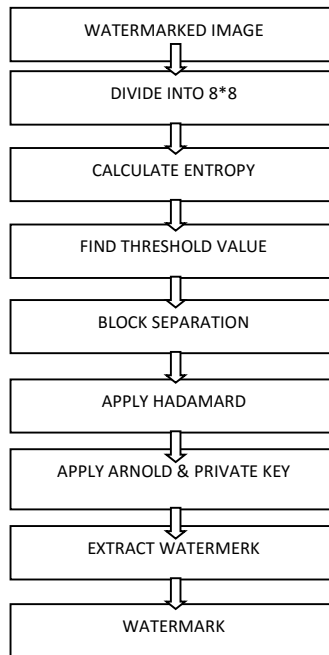 WATERMARKED IMAGE
DIVIDE INTO 8*8
CALCULATE ENTROPY
FIND THRESHOLD VALUE
BLOCK SEPARATION
APPLY HADAMARD
APPLY ARNOLD & PRIVATE KEY
EXTRACT WATERMERK
WATERMARK